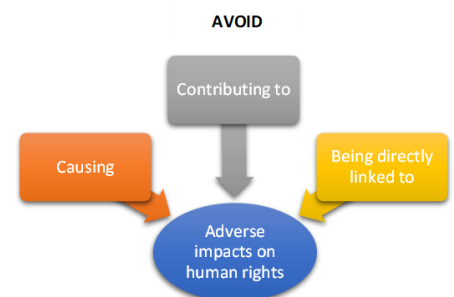 AVOID
Contributing to
Causing
Being directly
linked to
Adverse
impacts on
human rights